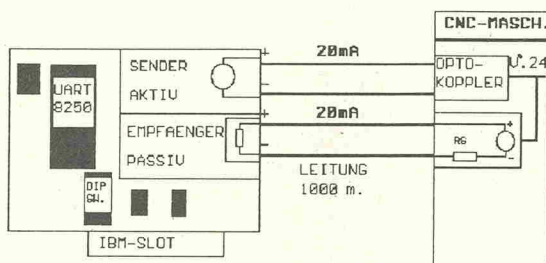 CNC-MASCH.
20mA
SENDER
AKTIV
+
-
OPTO-
KOPPLER
V.24
UART
8250
20mA
EMPFAENGER
PASSIV
+
-
RG
+
-
LEITUNG
1000 m.
DIP
SW.
IBM-SLOT